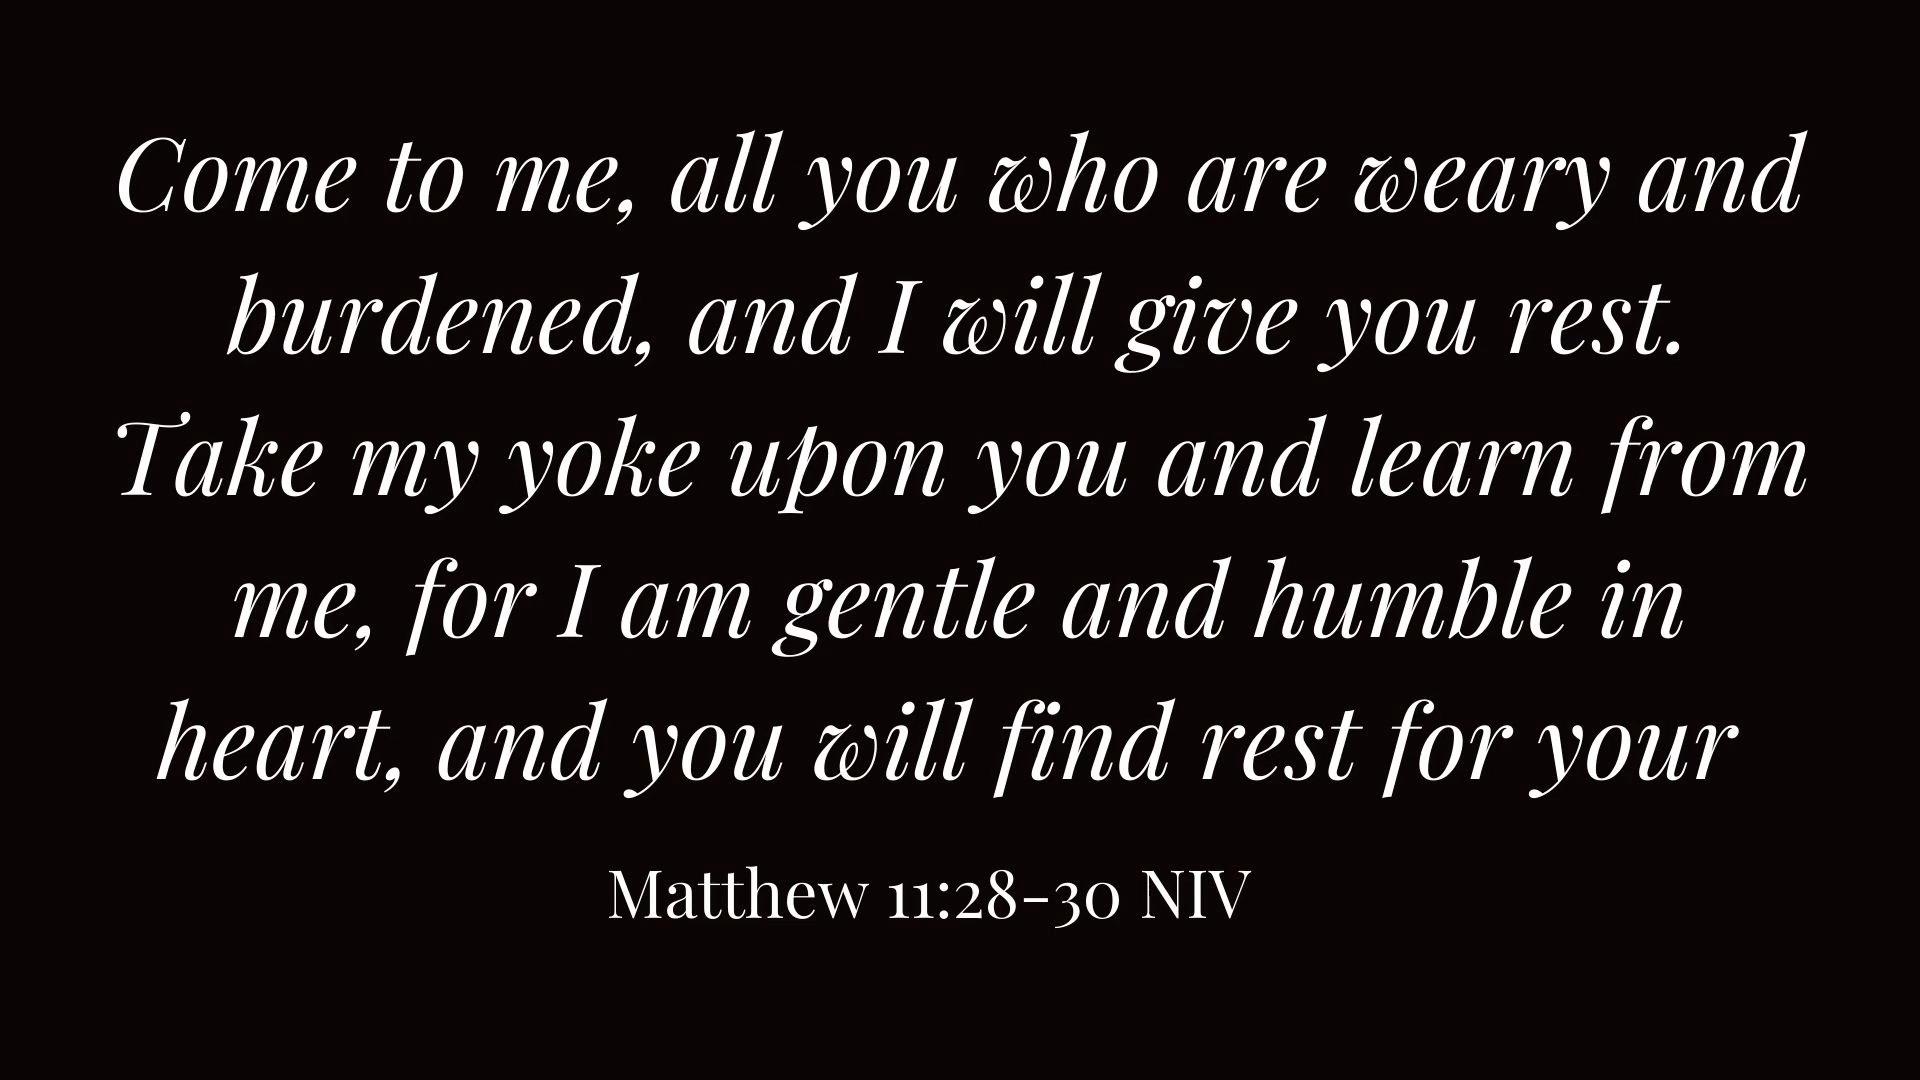 Come to me, all you who are weary and
burdened, and I will give you rest.
Take my yoke upon you and learn from
me, for I am gentle and humble in
heart, and you will find rest for your
Matthew 11:28-30 NIV